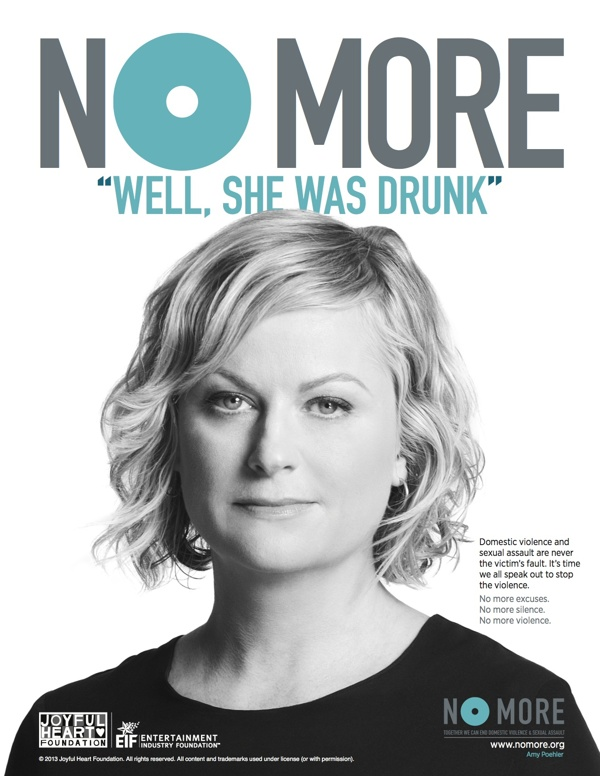 NO MORE
“WELL, SHE WAS DRUNK”
Domestic violence and
sexual assault are never
the victim's fault. It's time
we all speak out to stop
the violence.
No more excuses.
No more silence.
No more violence.
JOYFUL
HEART
FOUNDATION
EIF ENTERTAINMENT
INDUSTRY FOUNDATION™
NO MORE
TOGETHER WE CAN END DOMESTIC VIOLENCE & SEXUAL ASSAULT
www.nomore.org
Amy Poehler
© 2013 Joyful Heart Foundation. All rights reserved. All content and trademarks used under license (or with permission).